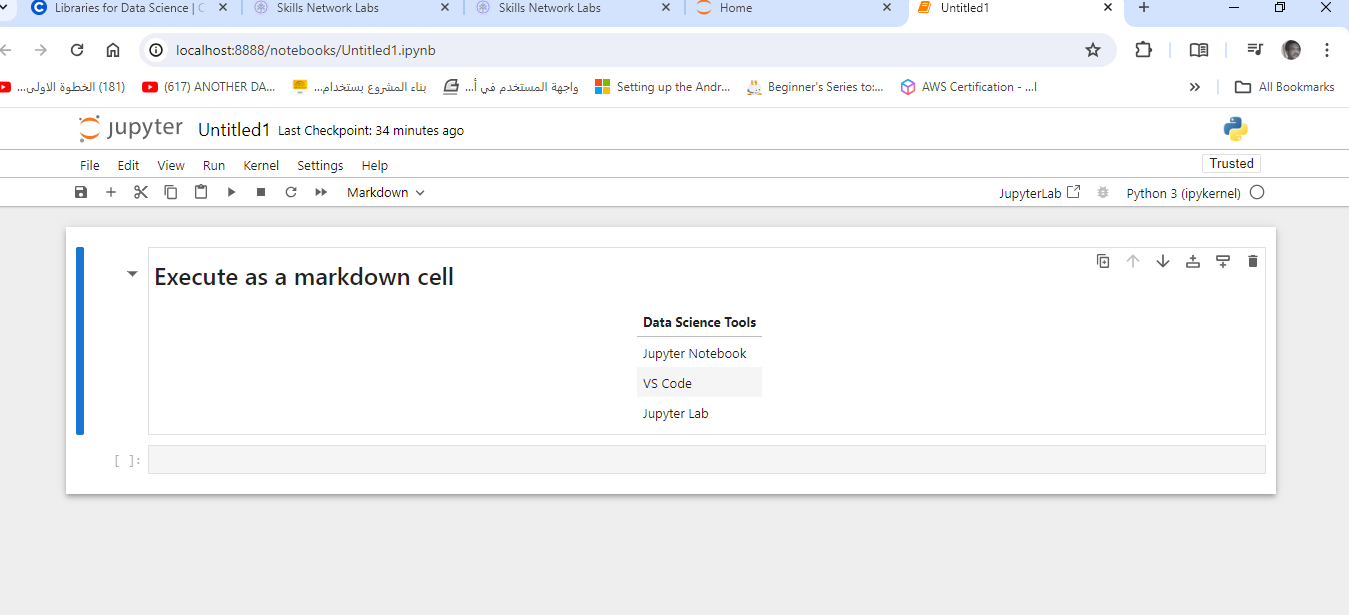 Libraries for Data Science | C
Skills Network Labs
Skills Network Labs
Home
Untitled1
localhost:8888/notebooks/Untitled1.ipynb
(181) الخطوة الاولى...
(617) ANOTHER DA...
بناء المشروع بستخدام...
واجهة المستخدم في أ...
Setting up the Andr...
Beginner's Series to:...
AWS Certification - ...l
All Bookmarks
jupyter Untitled1 Last Checkpoint: 34 minutes ago
File Edit View Run Kernel Settings Help
Trusted
Markdown
JupyterLab
Python 3 (ipykernel)
Execute as a markdown cell
Data Science Tools
Jupyter Notebook
VS Code
Jupyter Lab
[ ]: